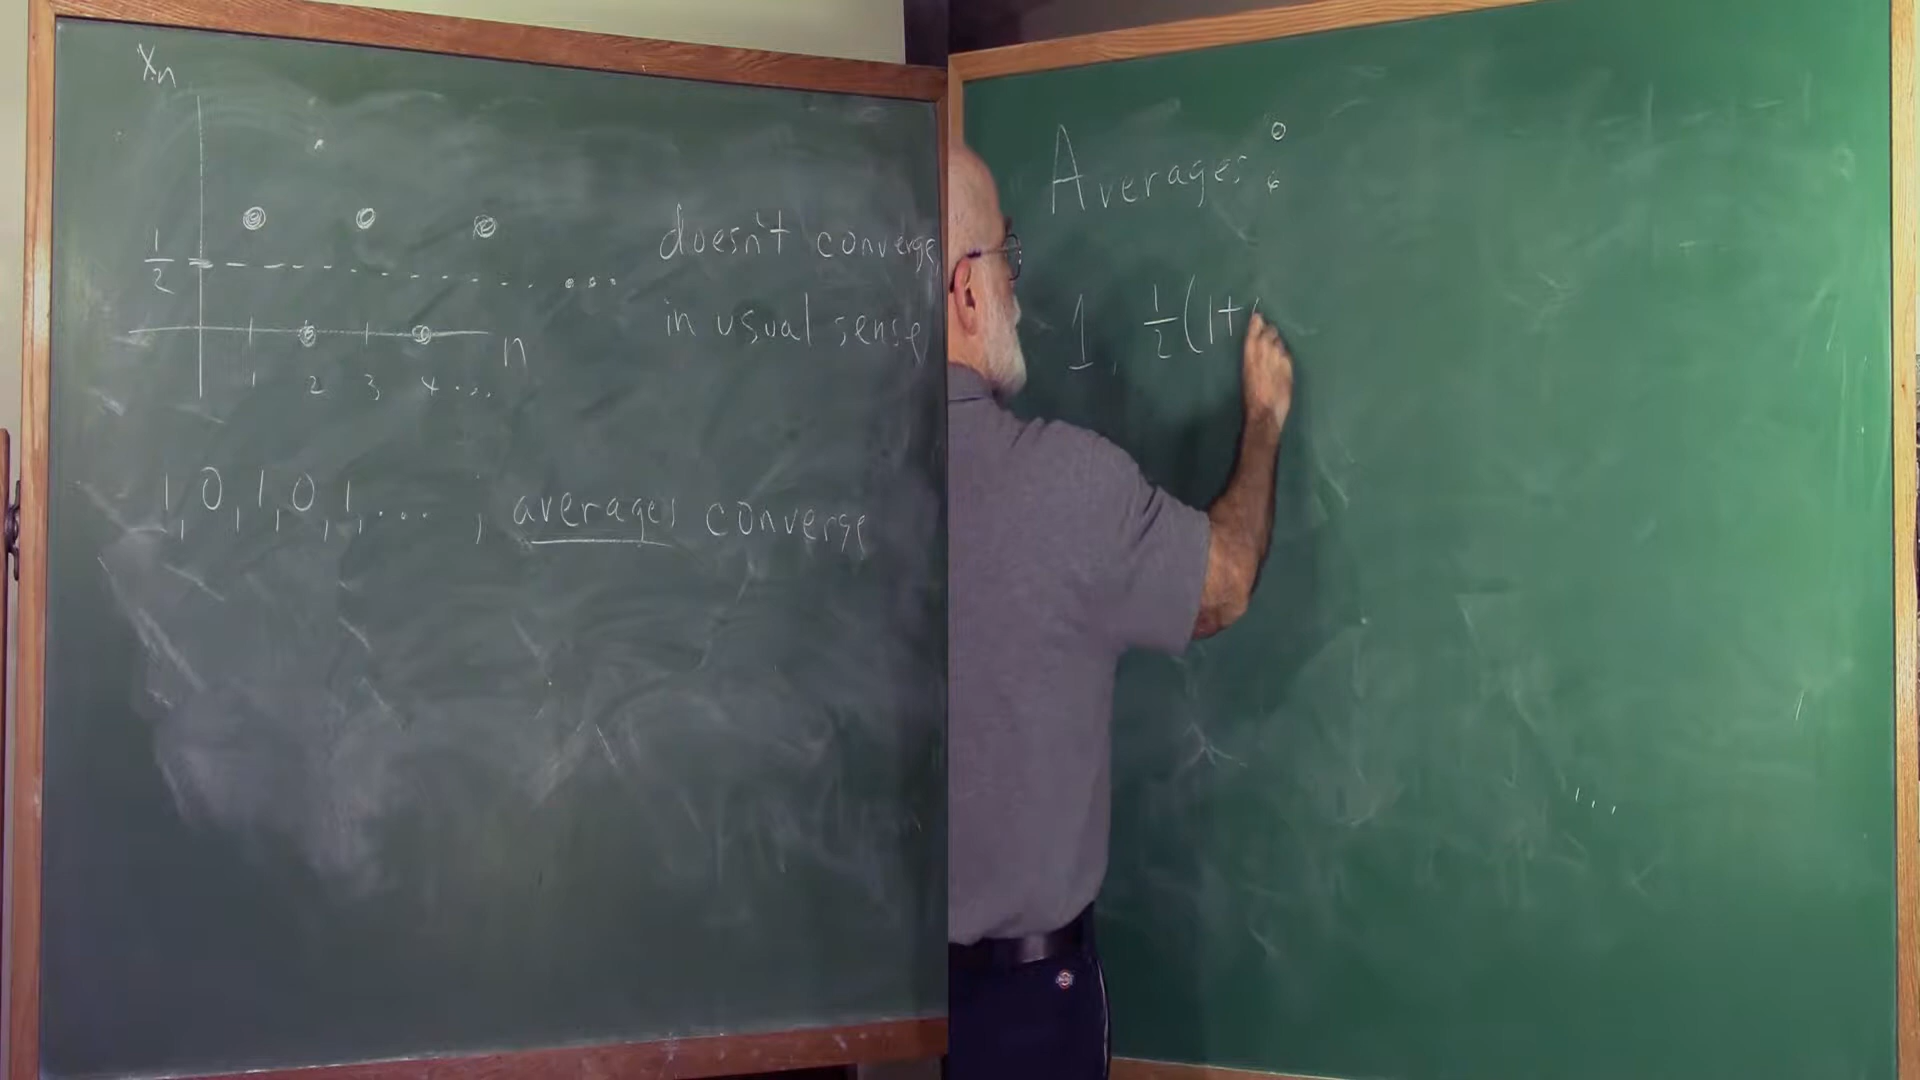 Xn
1/2
doesn't converge
in usual sense
n
1 2 3 4 ...
1, 0, 1, 0, 1, ... ; averages converge
Averages:
1, 1/2(1+